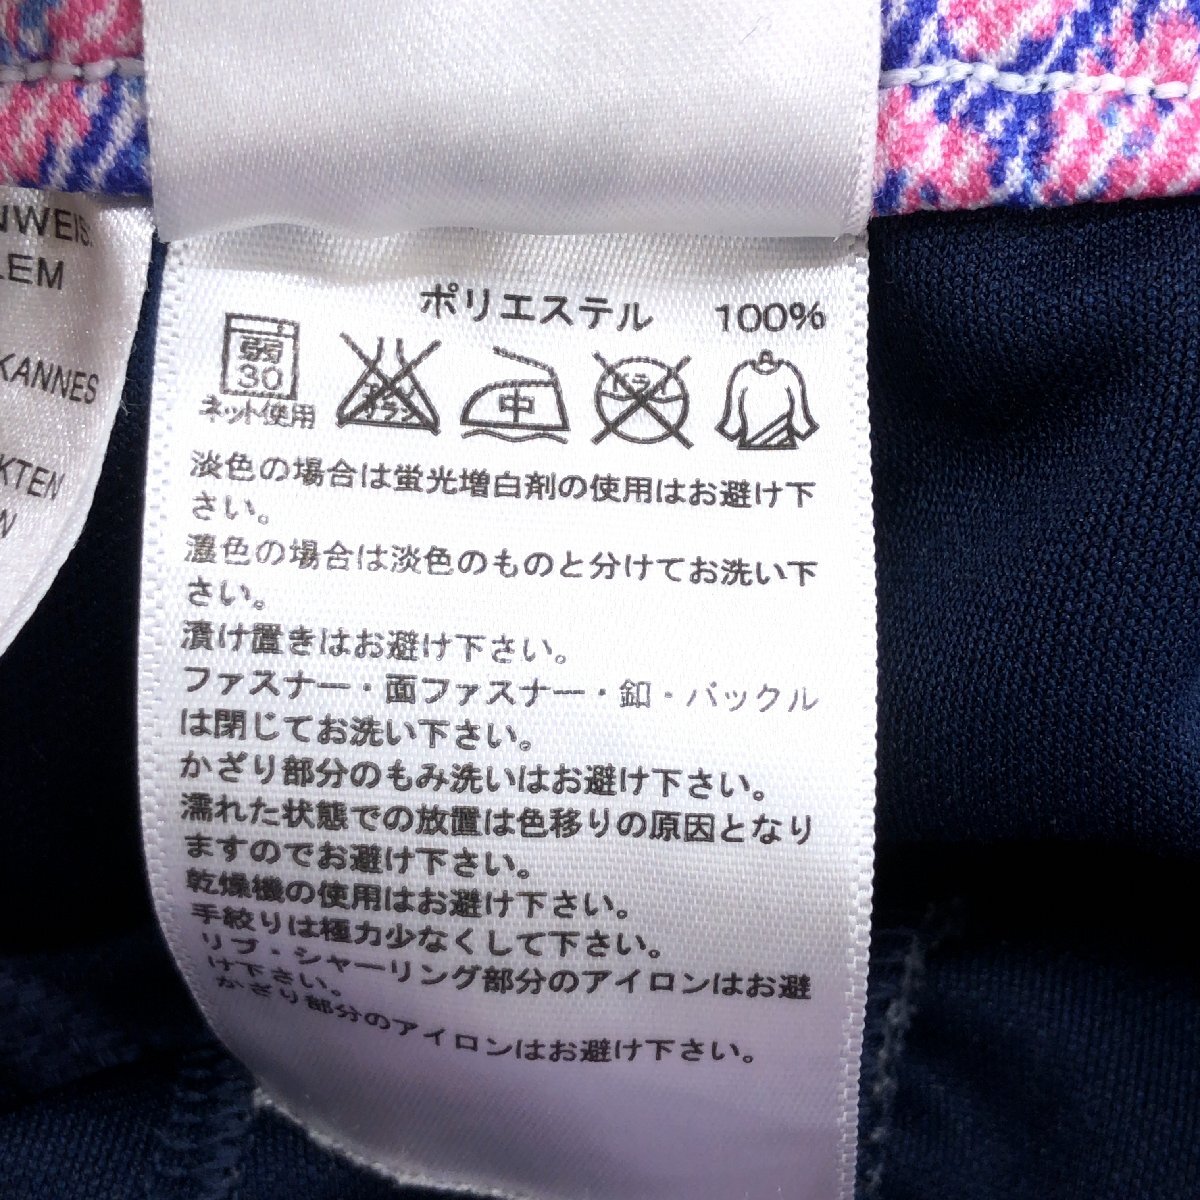 NWEIS.
LEM
KANNES
KTEN
N
ポリエステル 100%
弱
30
ネット使用
エンソ
サラシ
中
ドライ
淡色の場合は蛍光増白剤の使用はお避け下
さい。
濃色の場合は淡色のものと分けてお洗い下
さい。
漬け置きはお避け下さい。
ファスナー・面ファスナー・釦・バックル
は閉じてお洗い下さい。
かざり部分のもみ洗いはお避け下さい。
濡れた状態での放置は色移りの原因となり
ますのでお避け下さい。
乾燥機の使用はお避け下さい。
手絞りは極力少なくして下さい。
リブ・シャーリング部分のアイロンはお避
け下さい。
かざり部分のアイロンはお避け下さい。